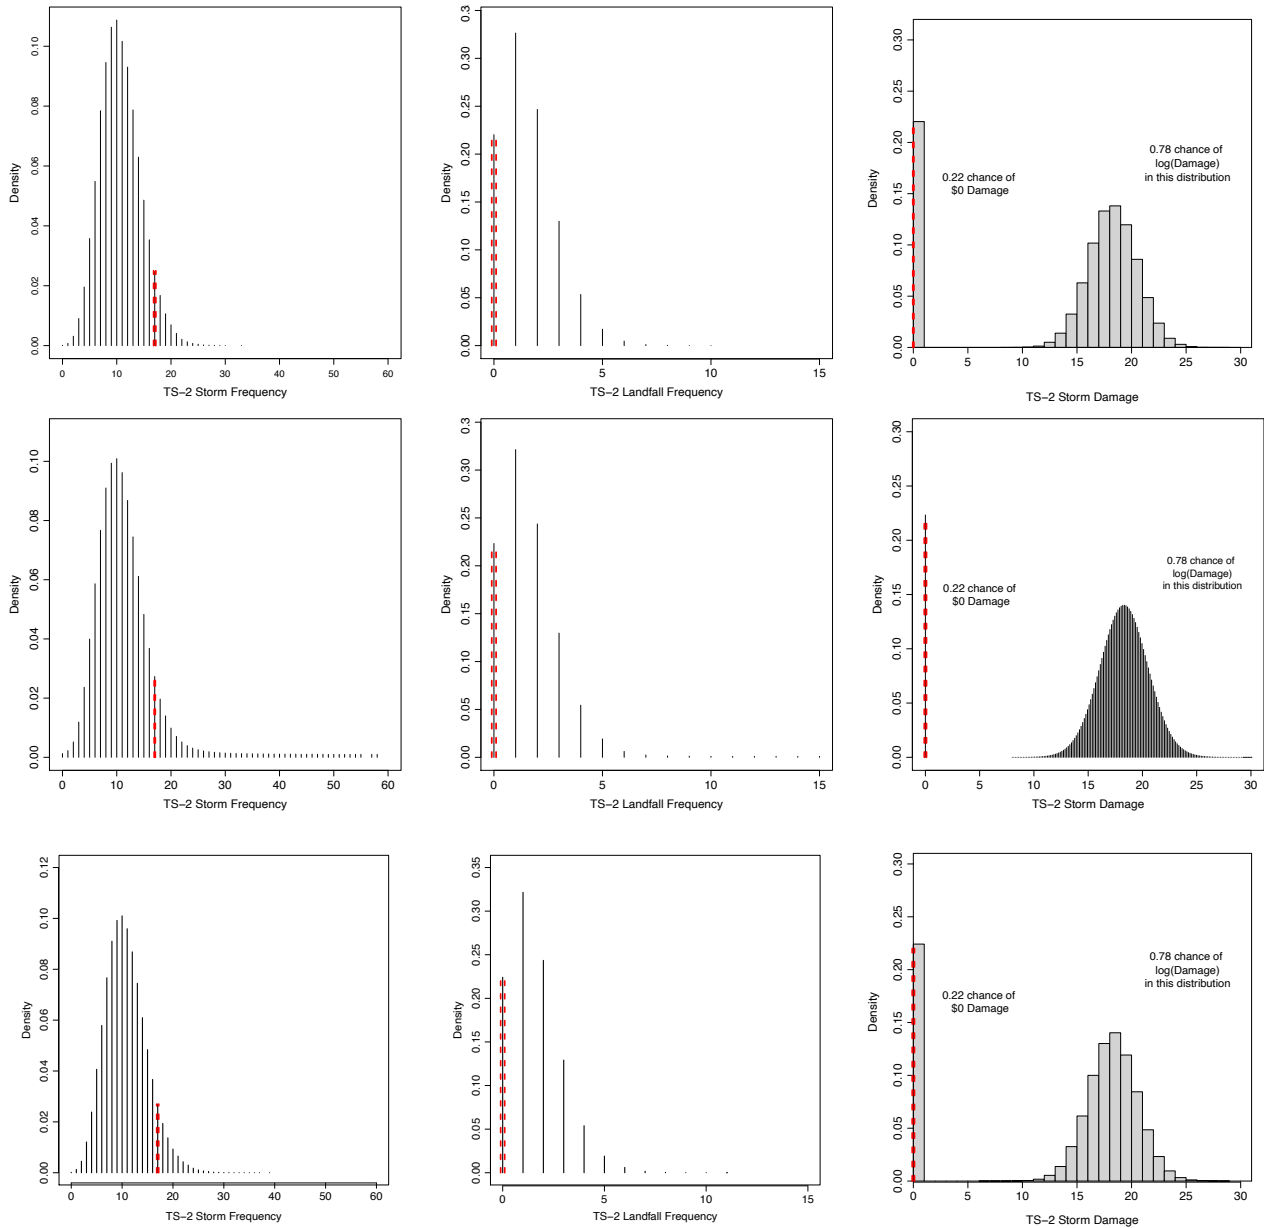 0.10
0.08
0.06
0.04
0.02
0.00
Density
0 10 20 30 40 50 60
TS−2 Storm Frequency
0.3
0.30
0.25
0.20
0.15
0.10
0.05
0.00
Density
0 5 10 15
TS−2 Landfall Frequency
0.30
0.25
0.20
0.15
0.10
0.05
0.00
Density
0.22 chance of
$0 Damage
0.78 chance of
log(Damage)
in this distribution
0 5 10 15 20 25 30
TS−2 Storm Damage
0.10
0.08
0.06
0.04
0.02
0.00
Density
0 10 20 30 40 50 60
TS−2 Storm Frequency
0.3
0.30
0.25
0.20
0.15
0.10
0.05
0.00
Density
0 5 10 15
TS−2 Landfall Frequency
0.30
0.25
0.20
0.15
0.10
0.05
0.00
Density
0.22 chance of
$0 Damage
0.78 chance of
log(Damage)
in this distribution
0 5 10 15 20 25 30
TS−2 Storm Damage
0.12
0.10
0.08
0.06
0.04
0.02
0.00
Density
0 10 20 30 40 50 60
TS−2 Storm Frequency
0.35
0.30
0.25
0.20
0.15
0.10
0.05
0.00
Density
0 5 10 15
TS−2 Landfall Frequency
0.30
0.25
0.20
0.15
0.10
0.05
0.00
Density
0.22 chance of
$0 Damage
0.78 chance of
log(Damage)
in this distribution
0 5 10 15 20 25 30
TS−2 Storm Damage